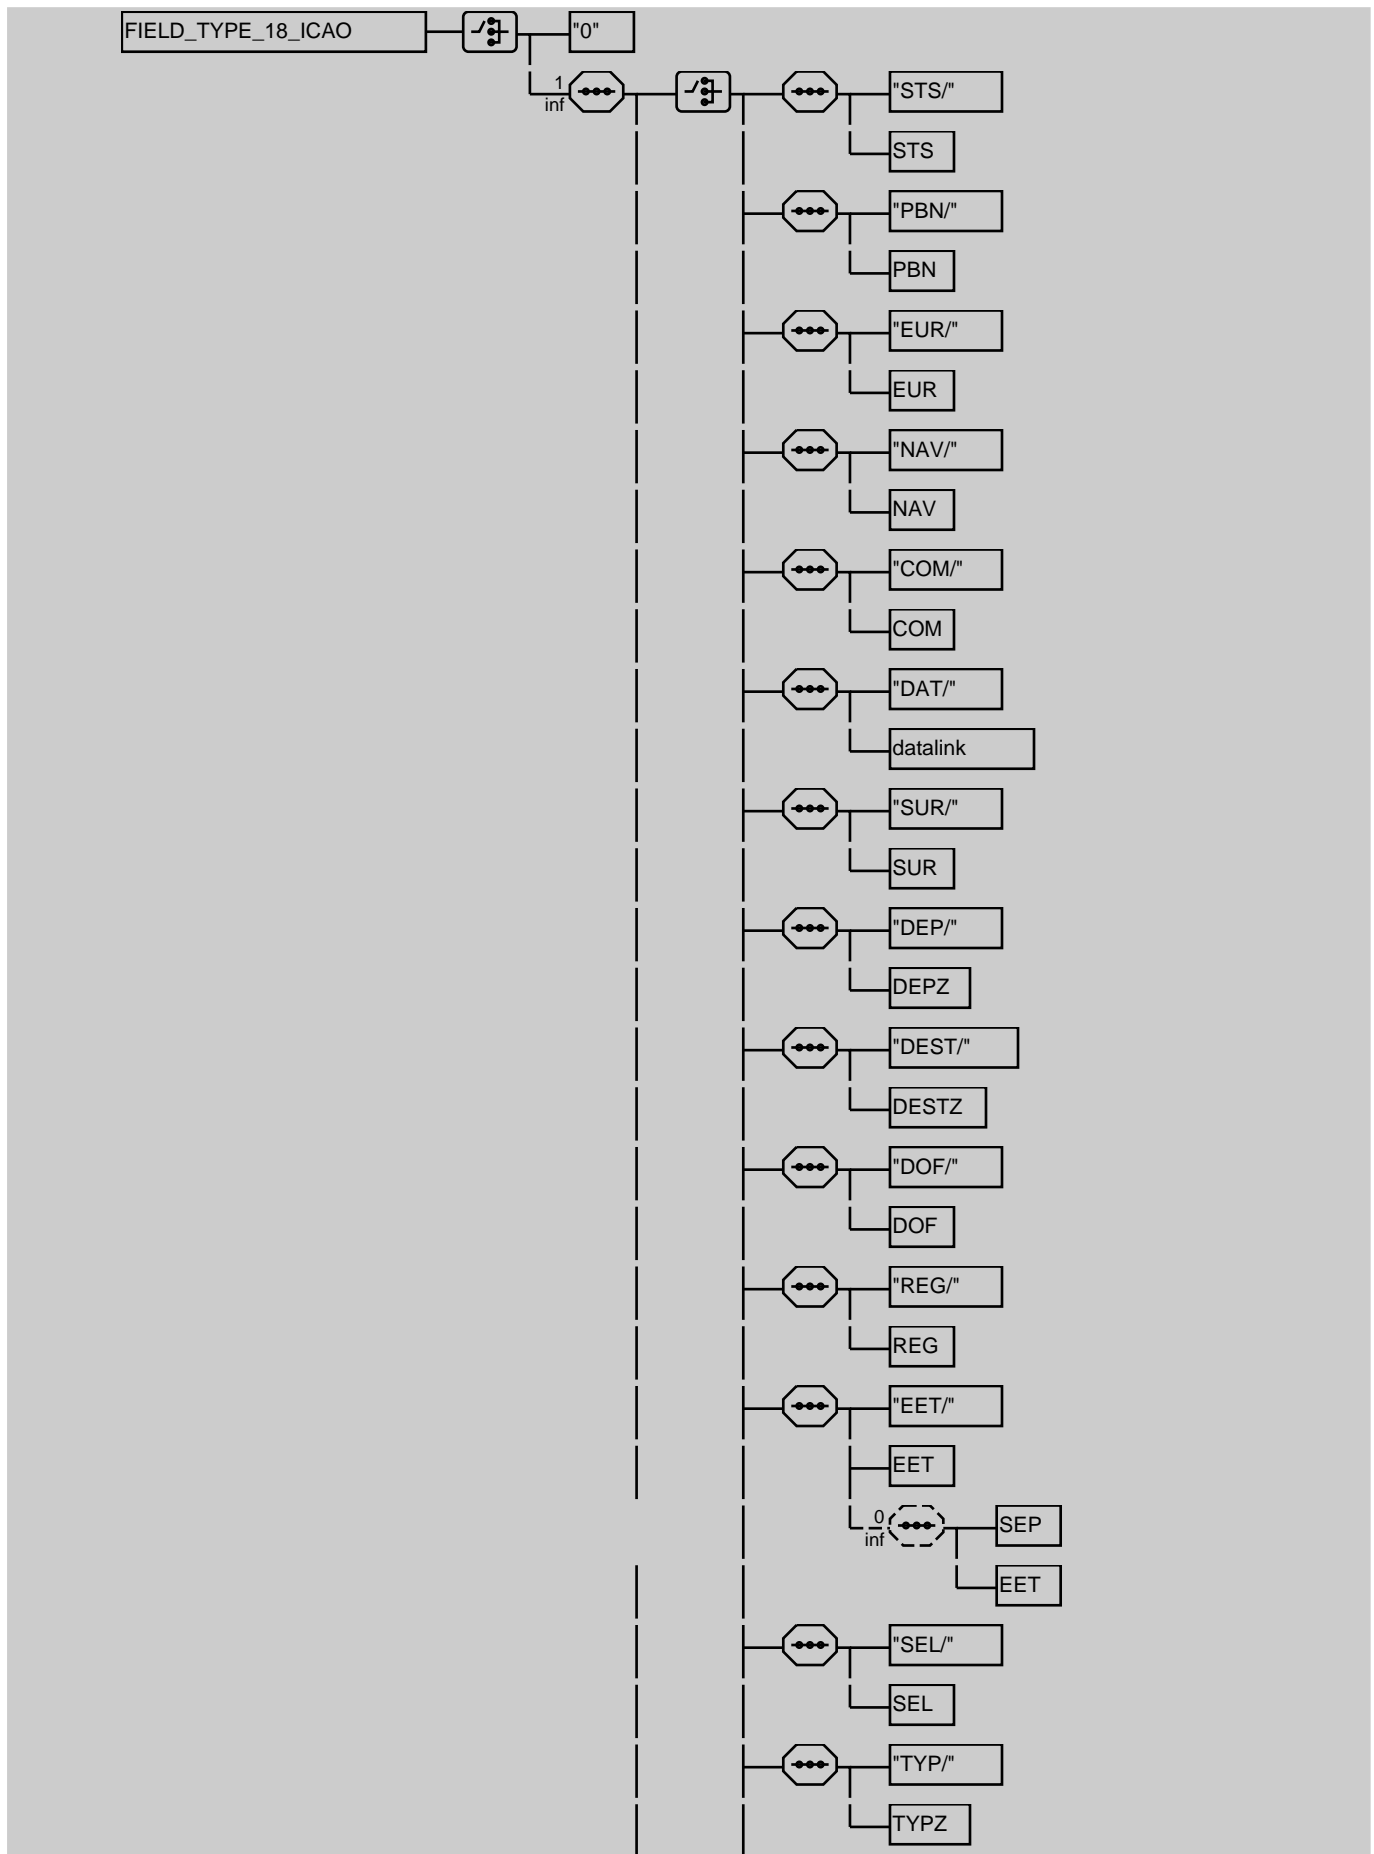 FIELD_TYPE_18_ICAO
"0"
1
inf
"STS/"
STS
"PBN/"
PBN
"EUR/"
EUR
"NAV/"
NAV
"COM/"
COM
"DAT/"
datalink
"SUR/"
SUR
"DEP/"
DEPZ
"DEST/"
DESTZ
"DOF/"
DOF
"REG/"
REG
"EET/"
EET
0
inf
SEP
EET
"SEL/"
SEL
"TYP/"
TYPZ